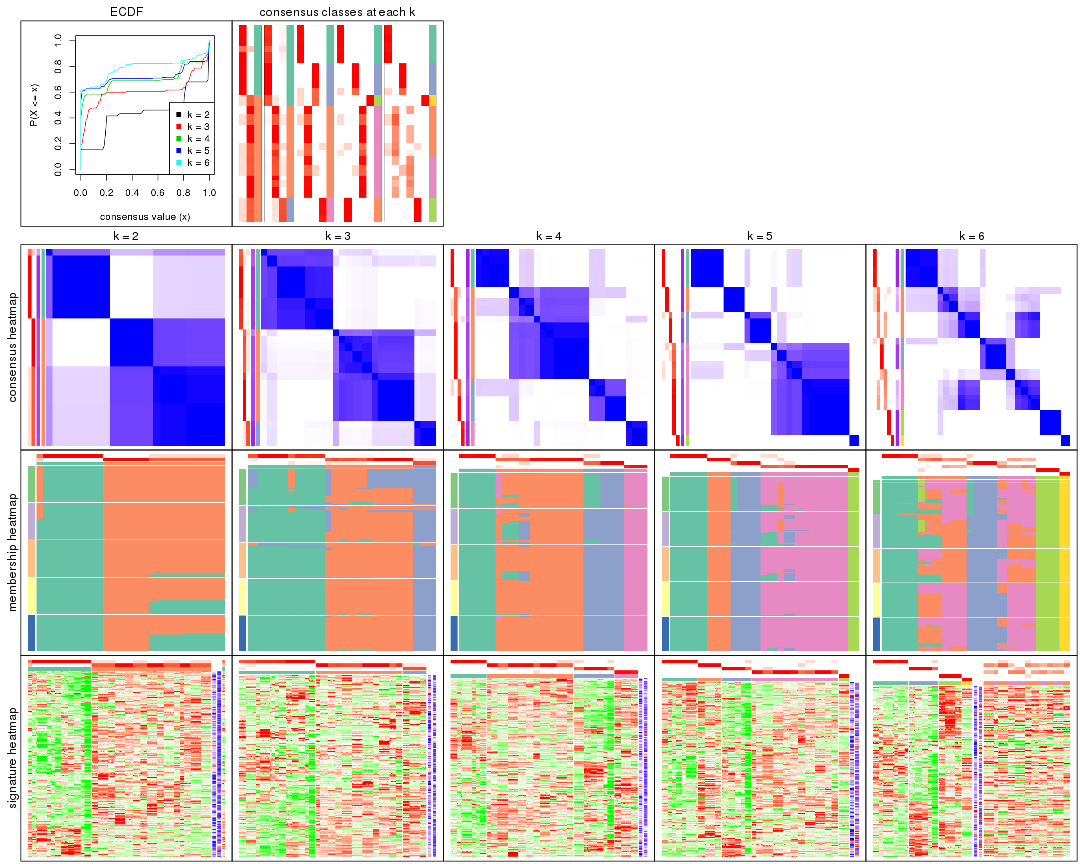 ECDF
consensus classes at each k
P(X <= x)
0.0 0.2 0.4 0.6 0.8 1.0
k = 2
k = 3
k = 4
k = 5
k = 6
0.0 0.2 0.4 0.6 0.8 1.0
consensus value (x)
k = 2 k = 3 k = 4 k = 5 k = 6
consensus heatmap
membership heatmap
signature heatmap